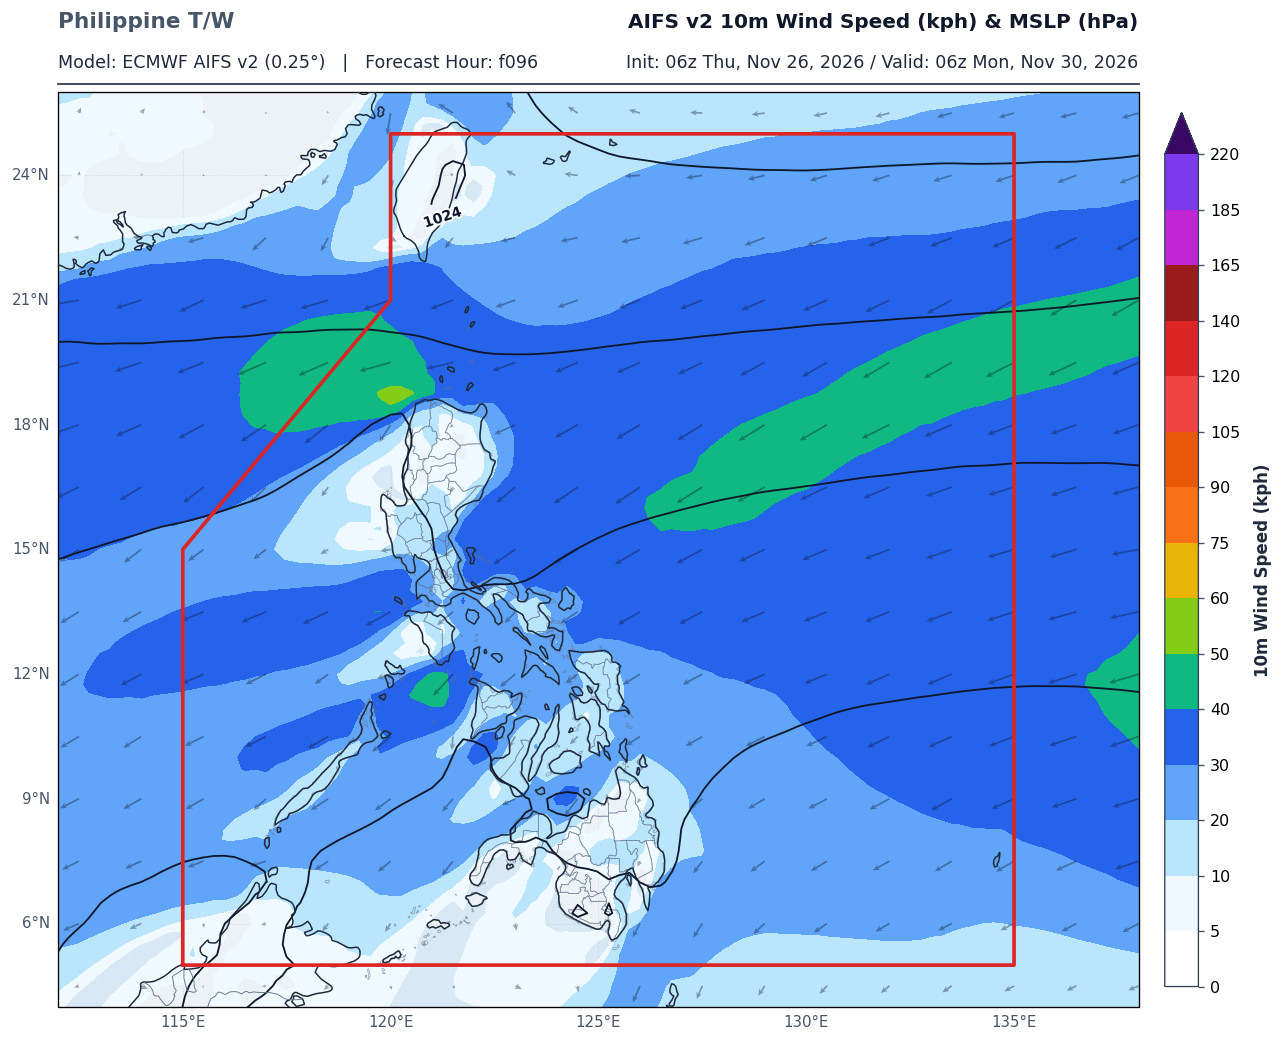 Philippine T/W
AIFS v2 10m Wind Speed (kph) & MSLP (hPa)
Model: ECMWF AIFS v2 (0.25°)   |   Forecast Hour: f096
Init: 06z Thu, Nov 26, 2026 / Valid: 06z Mon, Nov 30, 2026
24°N
21°N
18°N
15°N
12°N
9°N
6°N
1024
115°E
120°E
125°E
130°E
135°E
220
185
165
140
120
105
90
75
60
50
40
30
20
10
5
0
10m Wind Speed (kph)